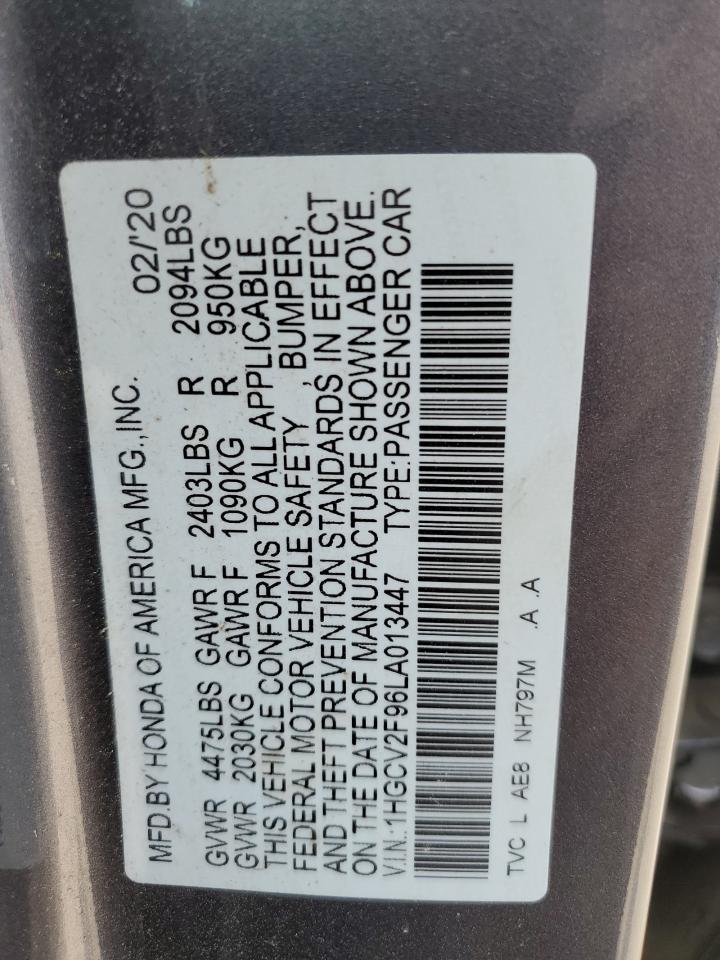 MFD.BY HONDA OF AMERICA MFG.,INC. 02/'20
GVWR 4475LBS GAWR F 2403LBS R 2094LBS
GVWR 2030KG GAWR F 1090KG R 950KG
THIS VEHICLE CONFORMS TO ALL APPLICABLE
FEDERAL MOTOR VEHICLE SAFETY , BUMPER,
AND THEFT PREVENTION STANDARDS IN EFFECT
ON THE DATE OF MANUFACTURE SHOWN ABOVE.
V.I.N.: 1HGCV2F96LA013447 TYPE:PASSENGER CAR
TVC L AE8 NH797M .A .A